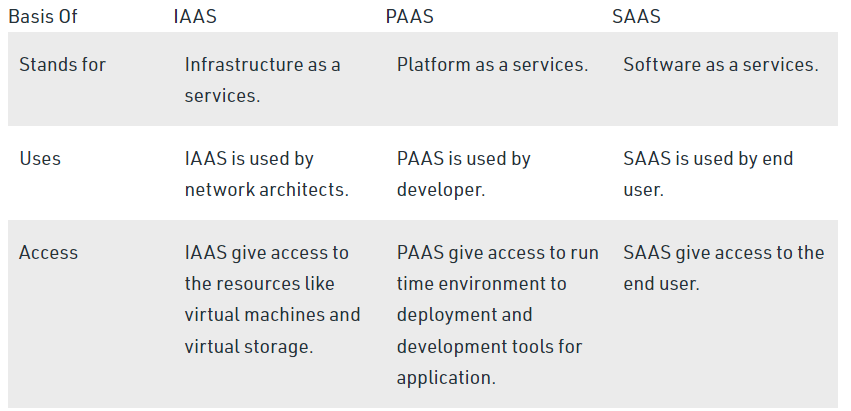 Basis Of IAAS PAAS SAAS
Stands for Infrastructure as a Platform as a services. Software as a services.
services.
Uses IAAS is used by PAAS is used by SAAS is used by end
network architects. developer. user.
Access IAAS give access to PAAS give access to run SAAS give access to the
the resources like time environment to end user.
virtual machines and deployment and
virtual storage. development tools for
application.